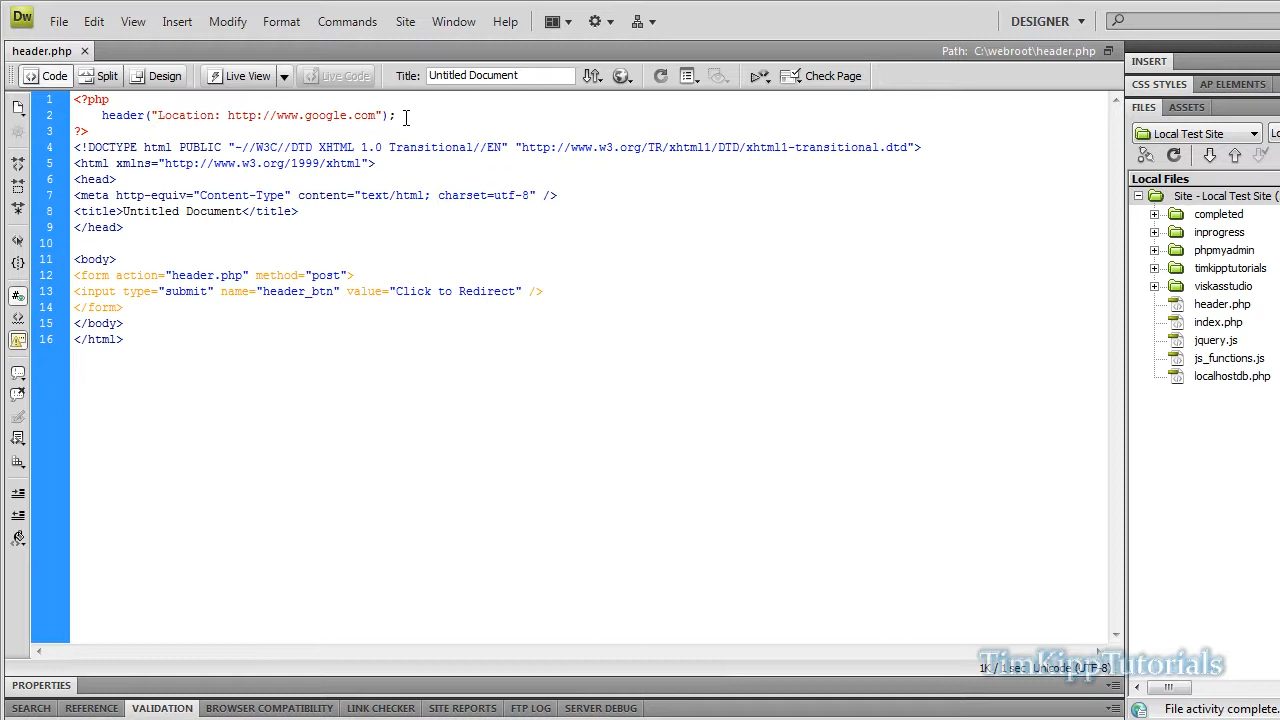 Dw File Edit View Insert Modify Format Commands Site Window Help DESIGNER
header.php Path: C:\webroot\header.php
Code Split Design Live View Live Code Title: Untitled Document Check Page
1 <?php
2 header("Location: http://www.google.com");
3 ?>
4 <!DOCTYPE html PUBLIC "-//W3C//DTD XHTML 1.0 Transitional//EN" "http://www.w3.org/TR/xhtml1/DTD/xhtml1-transitional.dtd">
5 <html xmlns="http://www.w3.org/1999/xhtml">
6 <head>
7 <meta http-equiv="Content-Type" content="text/html; charset=utf-8" />
8 <title>Untitled Document</title>
9 </head>
10
11 <body>
12 <form action="header.php" method="post">
13 <input type="submit" name="header_btn" value="Click to Redirect" />
14 </form>
15 </body>
16 </html>
INSERT
CSS STYLES AP ELEMENTS
FILES ASSETS
Local Test Site
Local Files
Site - Local Test Site (
completed
inprogress
phpmyadmin
timkipptutorials
viskasstudio
header.php
index.php
jquery.js
js_functions.js
localhostdb.php
1K / 1 sec Unicode (UTF-8)
TimKippTutorials
PROPERTIES
SEARCH REFERENCE VALIDATION BROWSER COMPATIBILITY LINK CHECKER SITE REPORTS FTP LOG SERVER DEBUG
File activity complete.